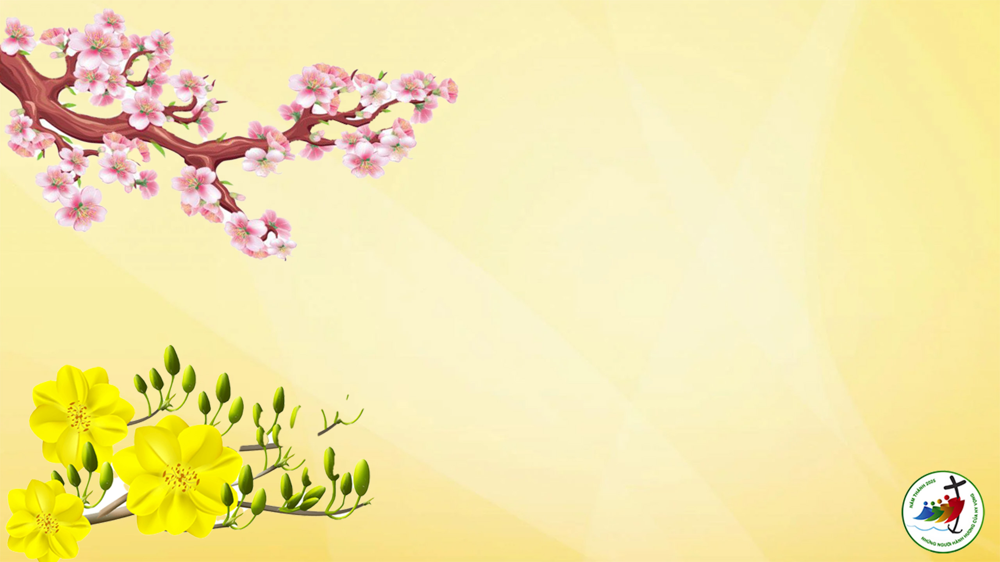 NĂM THÁNH 2025
NHỮNG NGƯỜI HÀNH HƯƠNG CỦA HY VỌNG